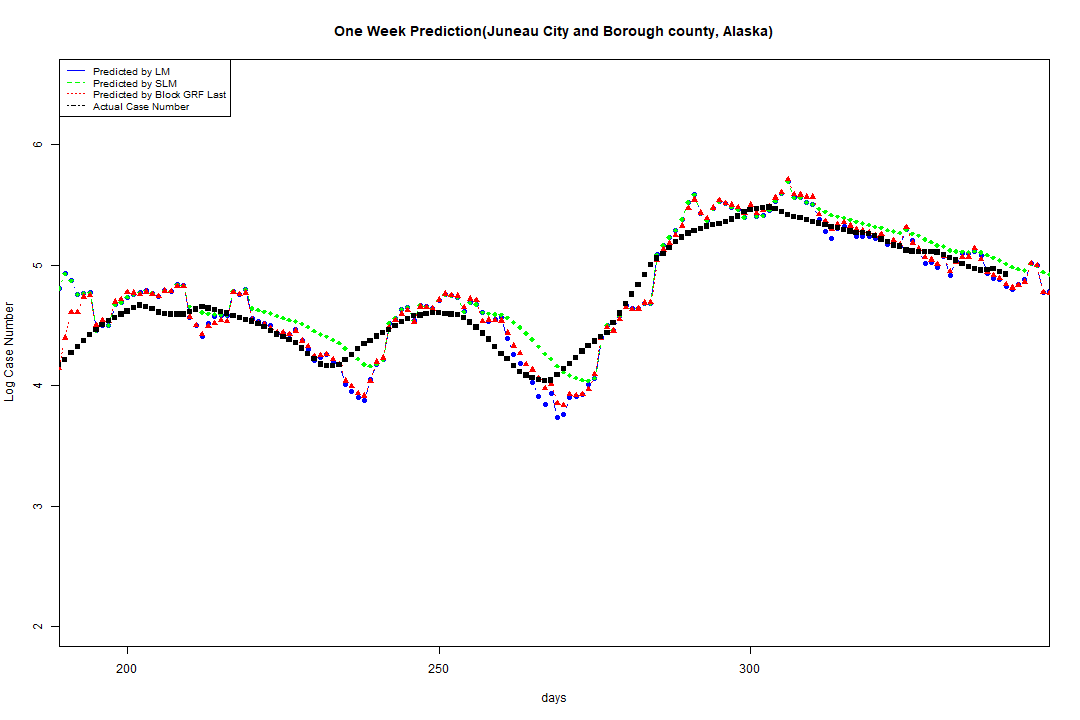 One Week Prediction(Juneau City and Borough county, Alaska)
Predicted by LM
Predicted by SLM
Predicted by Block GRF Last
Actual Case Number
6
5
4
3
2
Log Case Number
200 250 300
days